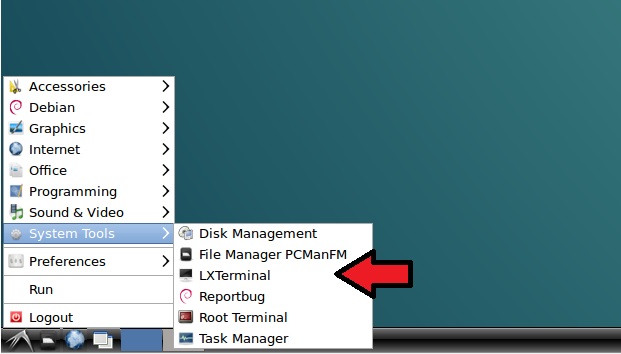 Accessories
Debian
Graphics
Internet
Office
Programming
Sound & Video
System Tools
Preferences
Run
Logout
Disk Management
File Manager PCManFM
LXTerminal
Reportbug
Root Terminal
Task Manager